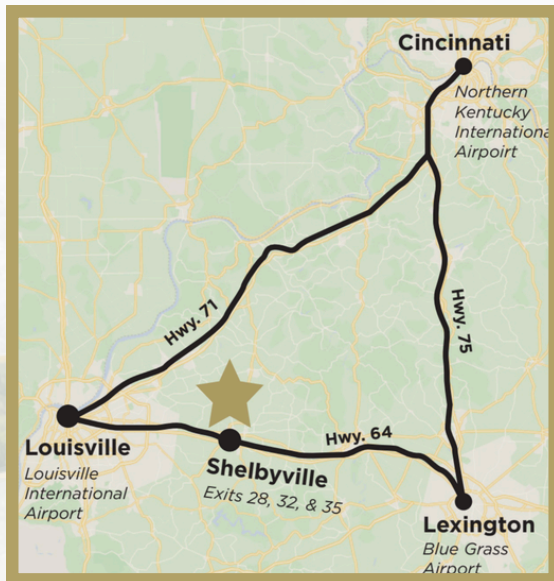 Cincinnati
Northern
Kentucky
Internationa
Airpoirt
Hwy. 71
Hwy. 75
Hwy. 64
Louisville
Louisville
International
Airport
Shelbyville
Exits 28, 32, & 35
Lexington
Blue Grass
Airport